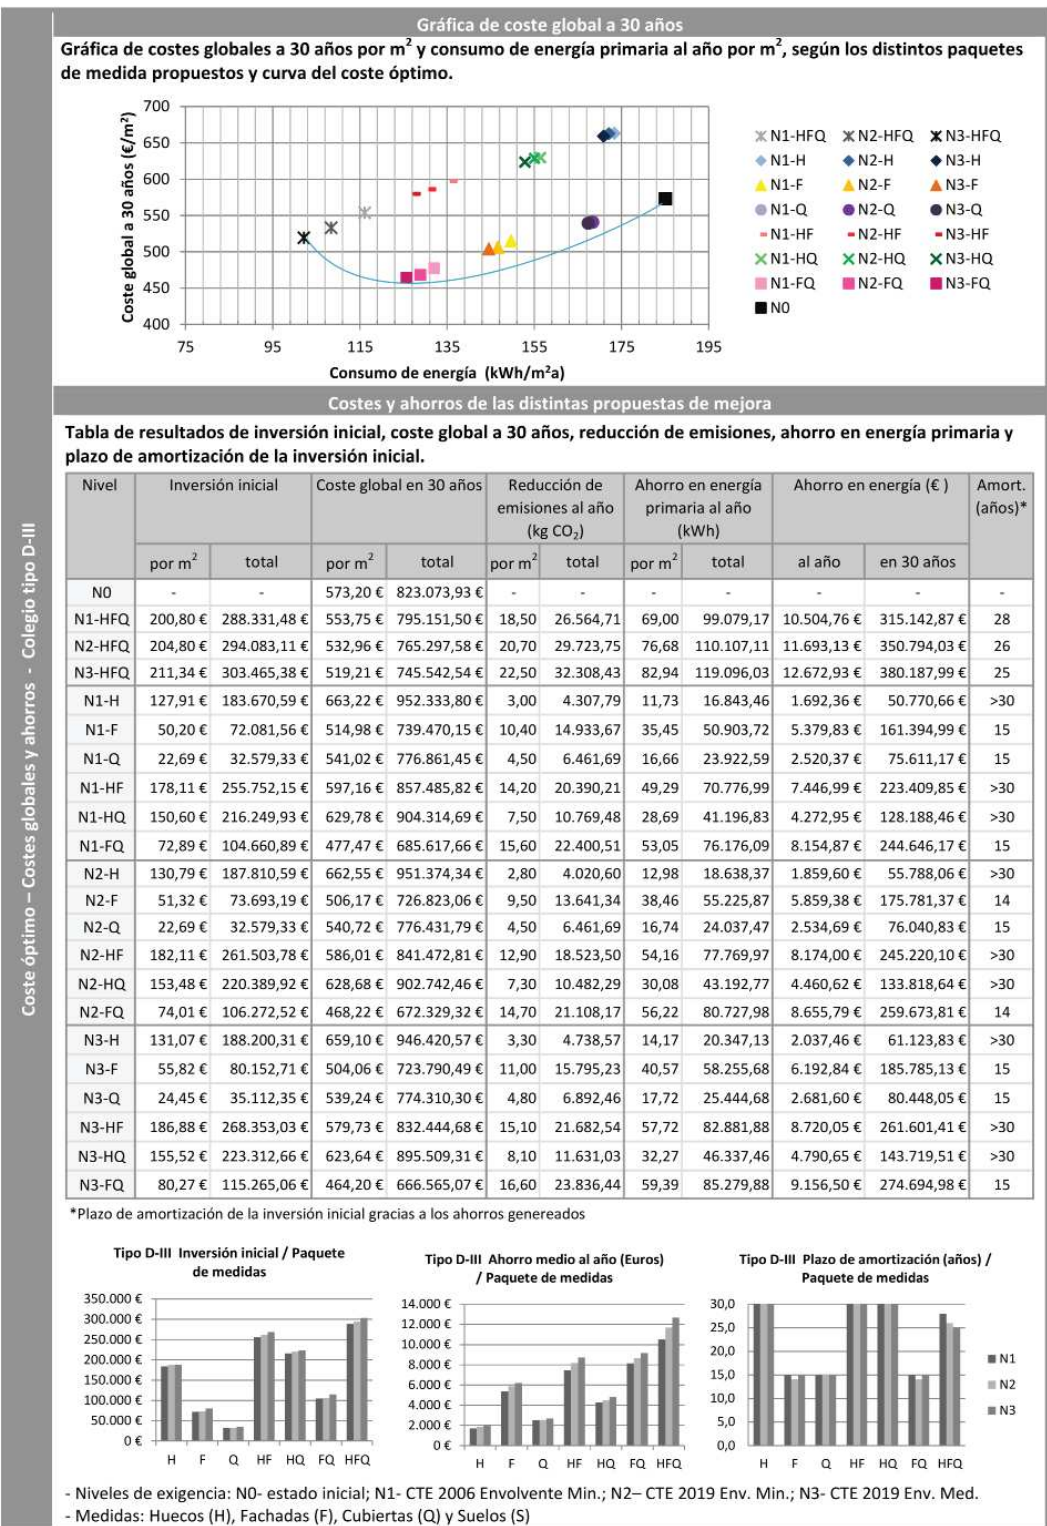 Coste óptimo – Costes globales y ahorros - Colegio tipo D-III
Gráfica de coste global a 30 años
Gráfica de costes globales a 30 años por m² y consumo de energía primaria al año por m², según los distintos paquetes
de medida propuestos y curva del coste óptimo.
Coste global a 30 años (€/m²)
700
650
600
550
500
450
400
75 95 115 135 155 175 195
Consumo de energía (kWh/m²a)
N1-HFQ N2-HFQ N3-HFQ
N1-H N2-H N3-H
N1-F N2-F N3-F
N1-Q N2-Q N3-Q
N1-HF N2-HF N3-HF
N1-HQ N2-HQ N3-HQ
N1-FQ N2-FQ N3-FQ
N0
Costes y ahorros de las distintas propuestas de mejora
Tabla de resultados de inversión inicial, coste global a 30 años, reducción de emisiones, ahorro en energía primaria y
plazo de amortización de la inversión inicial.
Nivel Inversión inicial Coste global en 30 años Reducción de Ahorro en energía Ahorro en energía (€ ) Amort.
emisiones al año primaria al año (años)*
(kg CO₂) (kWh)
por m² total por m² total por m² total por m² total al año en 30 años
N0 - - 573,20 € 823.073,93 € - - - - - - -
N1-HFQ 200,80 € 288.331,48 € 553,75 € 795.151,50 € 18,50 26.564,71 69,00 99.079,17 10.504,76 € 315.142,87 € 28
N2-HFQ 204,80 € 294.083,11 € 532,96 € 765.297,58 € 20,70 29.723,75 76,68 110.107,11 11.693,13 € 350.794,03 € 26
N3-HFQ 211,34 € 303.465,38 € 519,21 € 745.542,54 € 22,50 32.308,43 82,94 119.096,03 12.672,93 € 380.187,99 € 25
N1-H 127,91 € 183.670,59 € 663,22 € 952.333,80 € 3,00 4.307,79 11,73 16.843,46 1.692,36 € 50.770,66 € >30
N1-F 50,20 € 72.081,56 € 514,98 € 739.470,15 € 10,40 14.933,67 35,45 50.903,72 5.379,83 € 161.394,99 € 15
N1-Q 22,69 € 32.579,33 € 541,02 € 776.861,45 € 4,50 6.461,69 16,66 23.922,59 2.520,37 € 75.611,17 € 15
N1-HF 178,11 € 255.752,15 € 597,16 € 857.485,82 € 14,20 20.390,21 49,29 70.776,99 7.446,99 € 223.409,85 € >30
N1-HQ 150,60 € 216.249,93 € 629,78 € 904.314,69 € 7,50 10.769,48 28,69 41.196,83 4.272,95 € 128.188,46 € >30
N1-FQ 72,89 € 104.660,89 € 477,47 € 685.617,66 € 15,60 22.400,51 53,05 76.176,09 8.154,87 € 244.646,17 € 15
N2-H 130,79 € 187.810,59 € 662,55 € 951.374,34 € 2,80 4.020,60 12,98 18.638,37 1.859,60 € 55.788,06 € >30
N2-F 51,32 € 73.693,19 € 506,17 € 726.823,06 € 9,50 13.641,34 38,46 55.225,87 5.859,38 € 175.781,37 € 14
N2-Q 22,69 € 32.579,33 € 540,72 € 776.431,79 € 4,50 6.461,69 16,74 24.037,47 2.534,69 € 76.040,83 € 15
N2-HF 182,11 € 261.503,78 € 586,01 € 841.472,81 € 12,90 18.523,50 54,16 77.769,97 8.174,00 € 245.220,10 € >30
N2-HQ 153,48 € 220.389,92 € 628,68 € 902.742,46 € 7,30 10.482,29 30,08 43.192,77 4.460,62 € 133.818,64 € >30
N2-FQ 74,01 € 106.272,52 € 468,22 € 672.329,32 € 14,70 21.108,17 56,22 80.727,98 8.655,79 € 259.673,81 € 14
N3-H 131,07 € 188.200,31 € 659,10 € 946.420,57 € 3,30 4.738,57 14,17 20.347,13 2.037,46 € 61.123,83 € >30
N3-F 55,82 € 80.152,71 € 504,06 € 723.790,49 € 11,00 15.795,23 40,57 58.255,68 6.192,84 € 185.785,13 € 15
N3-Q 24,45 € 35.112,35 € 539,24 € 774.310,30 € 4,80 6.892,46 17,72 25.444,68 2.681,60 € 80.448,05 € 15
N3-HF 186,88 € 268.353,03 € 579,73 € 832.444,68 € 15,10 21.682,54 57,72 82.881,88 8.720,05 € 261.601,41 € >30
N3-HQ 155,52 € 223.312,66 € 623,64 € 895.509,31 € 8,10 11.631,03 32,27 46.337,46 4.790,65 € 143.719,51 € >30
N3-FQ 80,27 € 115.265,06 € 464,20 € 666.565,07 € 16,60 23.836,44 59,39 85.279,88 9.156,50 € 274.694,98 € 15
*Plazo de amortización de la inversión inicial gracias a los ahorros genereados
Tipo D-III Inversión inicial / Paquete
de medidas
350.000 €
300.000 €
250.000 €
200.000 €
150.000 €
100.000 €
50.000 €
0 €
H F Q HF HQ FQ HFQ
Tipo D-III Ahorro medio al año (Euros)
/ Paquete de medidas
14.000 €
12.000 €
10.000 €
8.000 €
6.000 €
4.000 €
2.000 €
0 €
H F Q HF HQ FQ HFQ
Tipo D-III Plazo de amortización (años) /
Paquete de medidas
30,0
25,0
20,0
15,0
10,0
5,0
0,0
H F Q HF HQ FQ HFQ
N1
N2
N3
- Niveles de exigencia: N0- estado inicial; N1- CTE 2006 Envolvente Min.; N2– CTE 2019 Env. Min.; N3- CTE 2019 Env. Med.
- Medidas: Huecos (H), Fachadas (F), Cubiertas (Q) y Suelos (S)